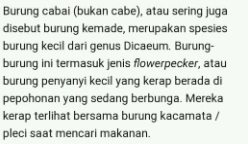 Burung cabai (bukan cabe), atau sering juga
disebut burung kemade, merupakan spesies
burung kecil dari genus Dicaeum. Burung-
burung ini termasuk jenis flowerpecker, atau
burung penyanyi kecil yang kerap berada di
pepohonan yang sedang berbunga. Mereka
kerap terlihat bersama burung kacamata /
pleci saat mencari makanan.